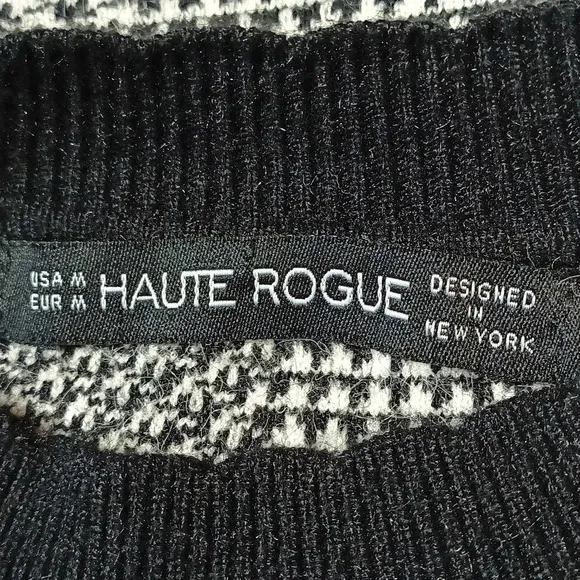 USA M
EUR M
HAUTE ROGUE
DESIGNED
IN
NEW YORK